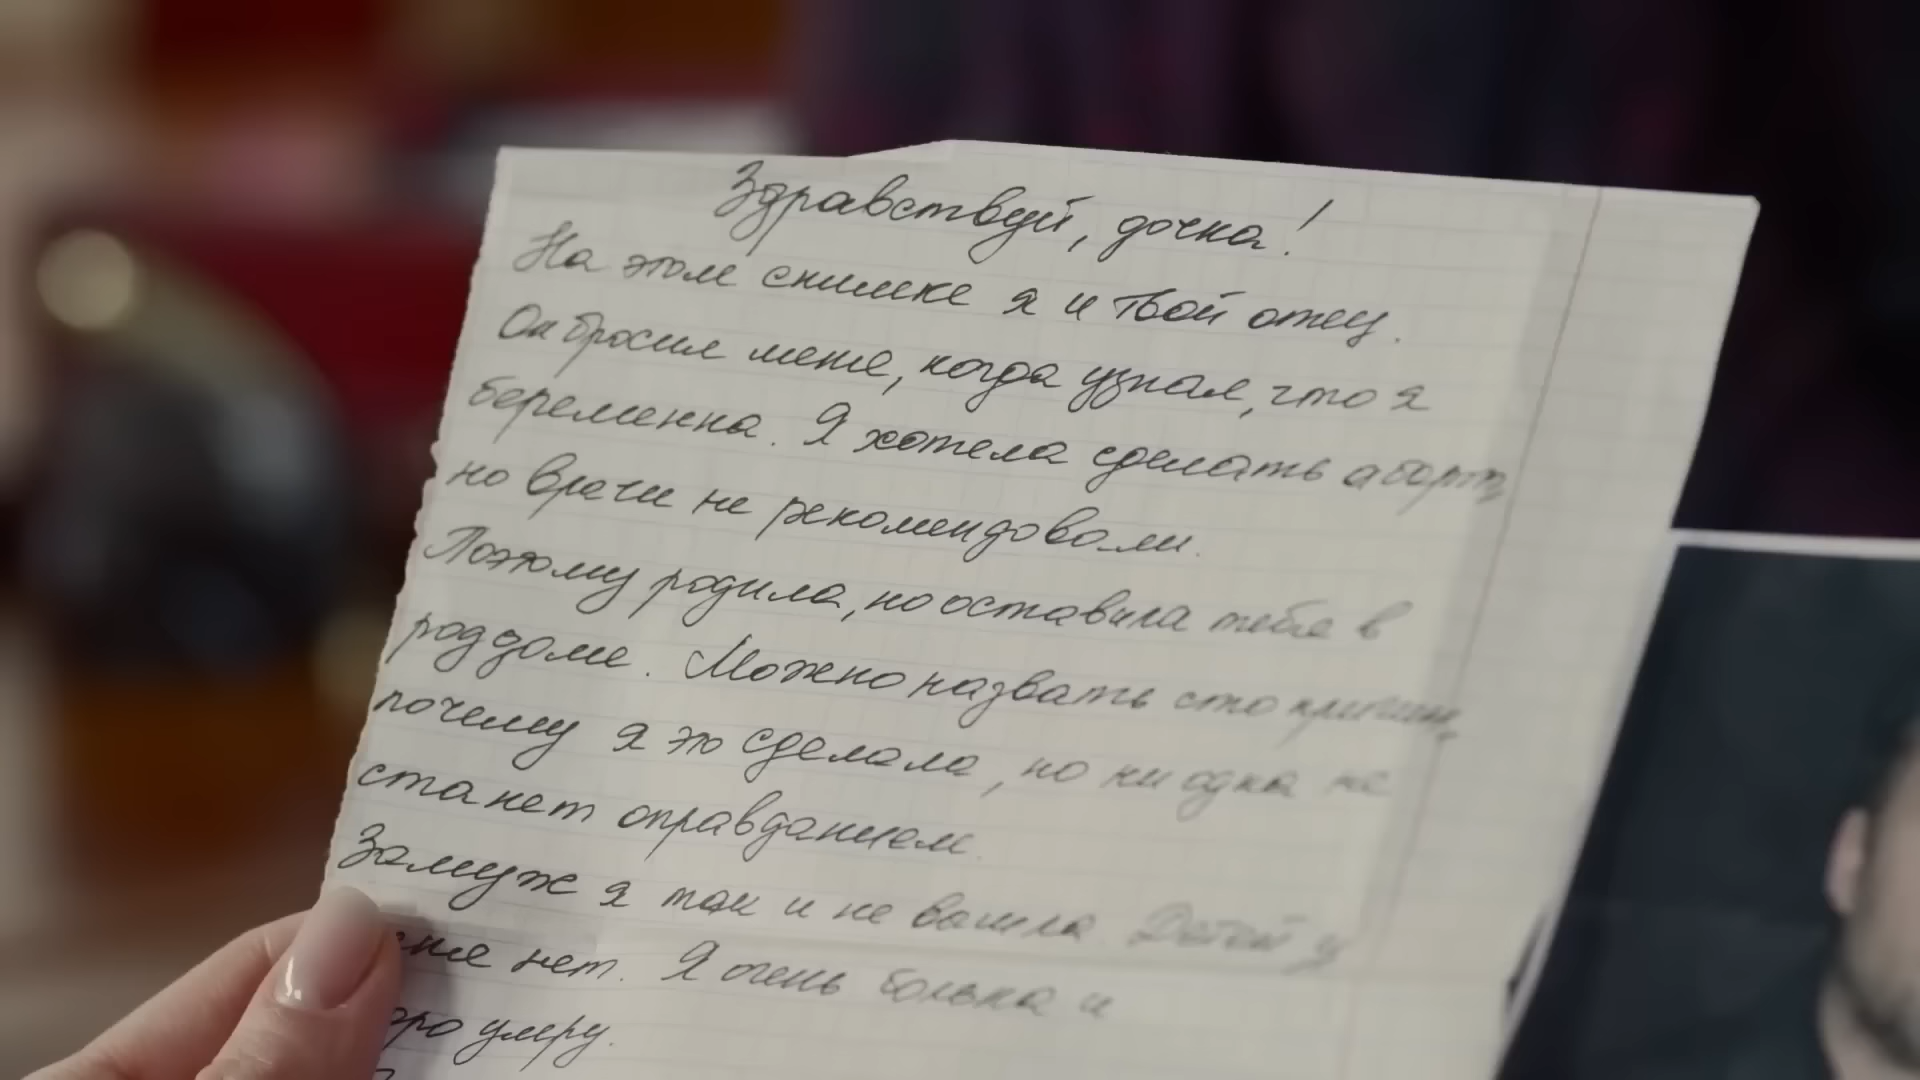 Здравствуй, дочка!
На этом снимке я и твой отец.
Он бросил меня, когда узнал, что я
беременна. Я хотела сделать аборт,
но врачи не рекомендовали.
Поэтому родила, но оставила тебя в
роддоме. Можно назвать сто причин,
почему я это сделала, но ни одна не
станет оправданием.
Замуж я так и не вышла Детей у
меня нет. Я очень больна и
умру.